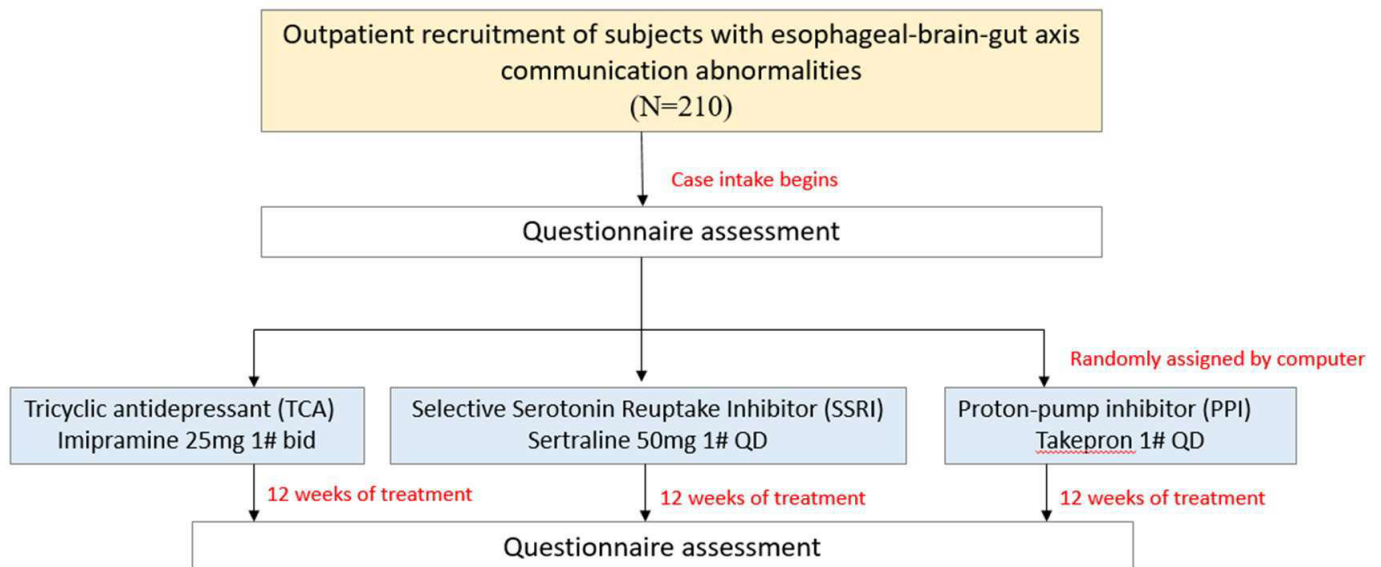 Outpatient recruitment of subjects with esophageal-brain-gut axis
communication abnormalities
(N=210)
Case intake begins
Questionnaire assessment
Randomly assigned by computer
Tricyclic antidepressant (TCA)
Imipramine 25mg 1# bid
Selective Serotonin Reuptake Inhibitor (SSRI)
Sertraline 50mg 1# QD
Proton-pump inhibitor (PPI)
Takepron 1# QD
12 weeks of treatment
12 weeks of treatment
12 weeks of treatment
Questionnaire assessment